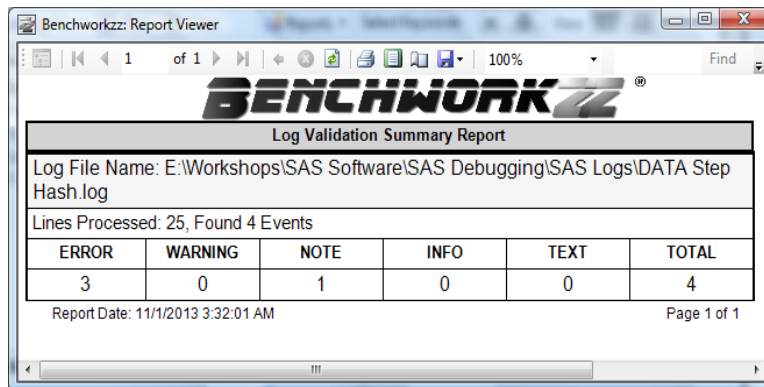 Benchworkzz: Report Viewer
1 of 1 100% Find
BENCHWORKZZ ®
Log Validation Summary Report
Log File Name: E:\Workshops\SAS Software\SAS Debugging\SAS Logs\DATA Step
Hash.log
Lines Processed: 25, Found 4 Events
ERROR WARNING NOTE INFO TEXT TOTAL
3 0 1 0 0 4
Report Date: 11/1/2013 3:32:01 AM Page 1 of 1